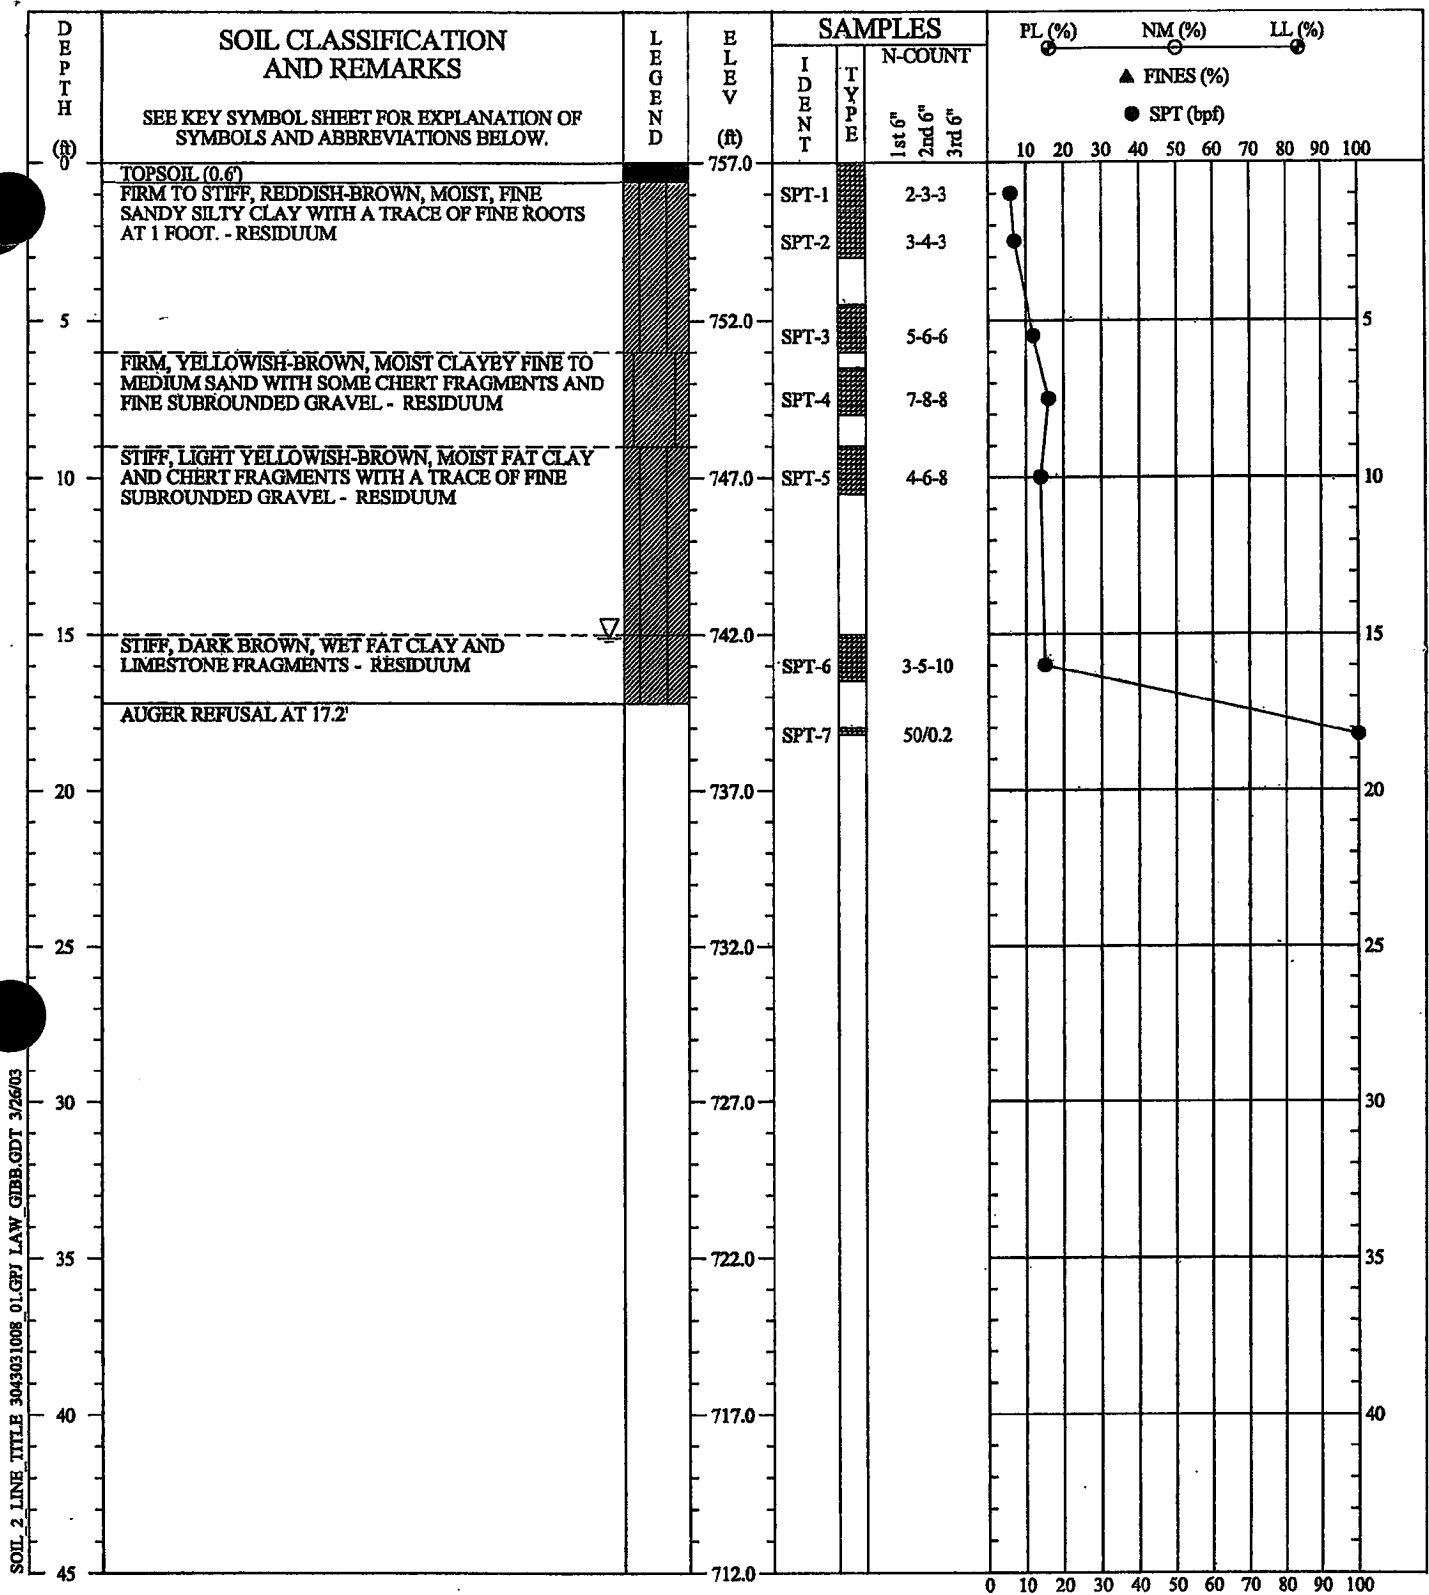 DEPTH
(ft)
SOIL CLASSIFICATION
AND REMARKS
SEE KEY SYMBOL SHEET FOR EXPLANATION OF
SYMBOLS AND ABBREVIATIONS BELOW.
LEGEND
ELEV
(ft)
SAMPLES
IDENT
TYPE
N-COUNT
1st 6"
2nd 6"
3rd 6"
PL (%)
NM (%)
LL (%)
▲ FINES (%)
● SPT (bpf)
10 20 30 40 50 60 70 80 90 100
0
757.0
TOPSOIL (0.6')
FIRM TO STIFF, REDDISH-BROWN, MOIST, FINE
SANDY SILTY CLAY WITH A TRACE OF FINE ROOTS
AT 1 FOOT. - RESIDUUM
SPT-1 2-3-3
SPT-2 3-4-3
5 752.0 5
SPT-3 5-6-6
FIRM, YELLOWISH-BROWN, MOIST CLAYEY FINE TO
MEDIUM SAND WITH SOME CHERT FRAGMENTS AND
FINE SUBROUNDED GRAVEL - RESIDUUM
SPT-4 7-8-8
STIFF, LIGHT YELLOWISH-BROWN, MOIST FAT CLAY
AND CHERT FRAGMENTS WITH A TRACE OF FINE
SUBROUNDED GRAVEL - RESIDUUM
10 747.0 SPT-5 4-6-8 10
15 742.0 15
STIFF, DARK BROWN, WET FAT CLAY AND
LIMESTONE FRAGMENTS - RESIDUUM
SPT-6 3-5-10
AUGER REFUSAL AT 17.2'
SPT-7 50/0.2
20 737.0 20
25 732.0 25
30 727.0 30
35 722.0 35
40 717.0 40
45 712.0
0 10 20 30 40 50 60 70 80 90 100
SOIL_2_LINE_TITLE 3043031008_01.GPJ LAW_GIBB.GDT 3/26/03